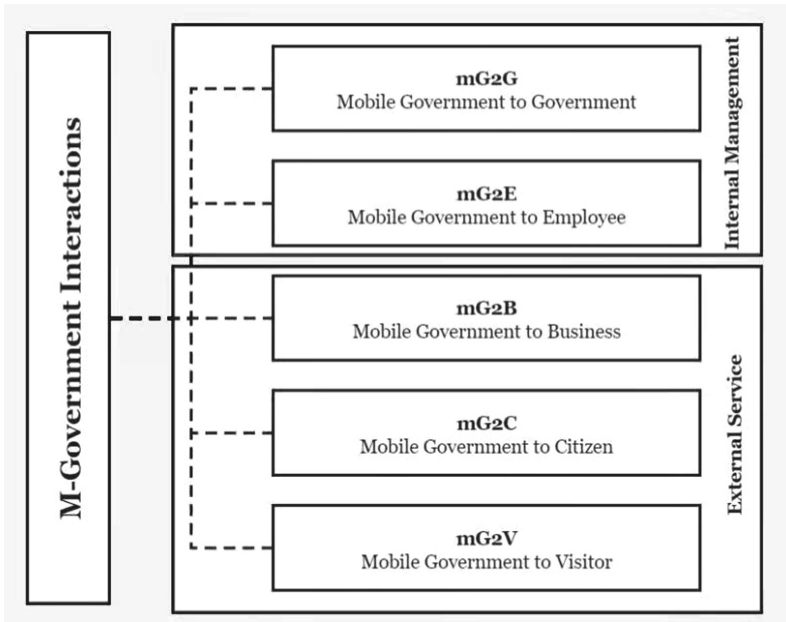 M-Government Interactions
mG2G
Mobile Government to Government
mG2E
Mobile Government to Employee
Internal Management
mG2B
Mobile Government to Business
mG2C
Mobile Government to Citizen
mG2V
Mobile Government to Visitor
External Service